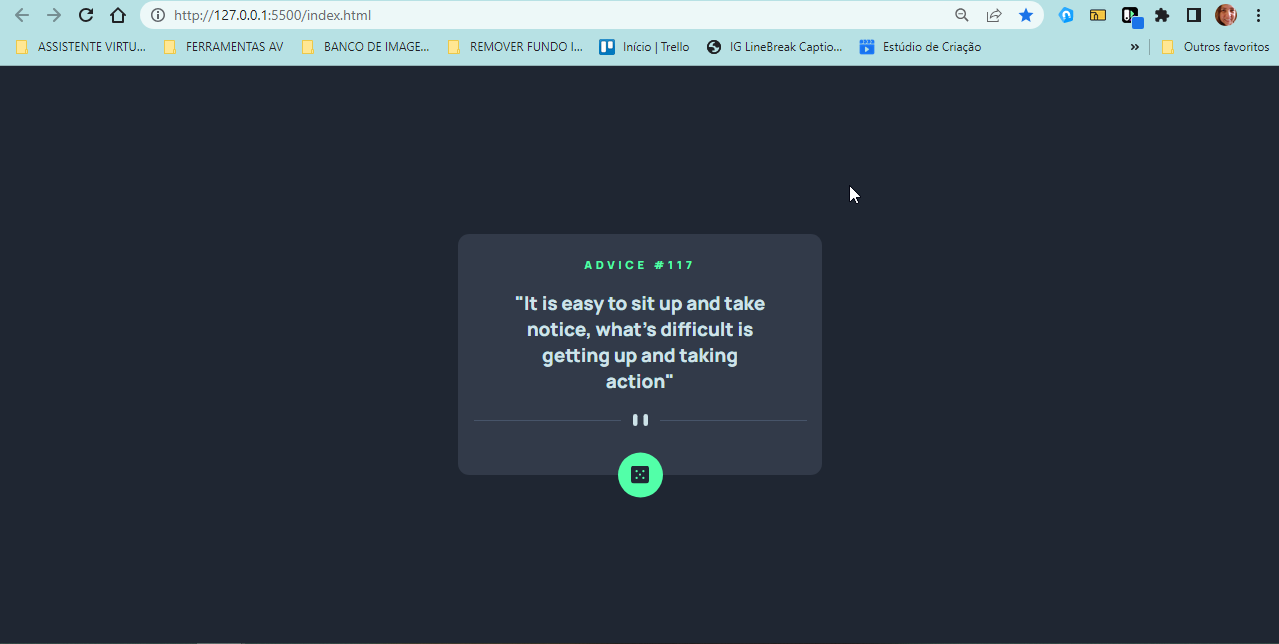 http://127.0.0.1:5500/index.html
ASSISTENTE VIRTU... FERRAMENTAS AV BANCO DE IMAGE... REMOVER FUNDO I... Início | Trello IG LineBreak Captio... Estúdio de Criação » Outros favoritos
ADVICE #117
"It is easy to sit up and take
notice, what's difficult is
getting up and taking
action"